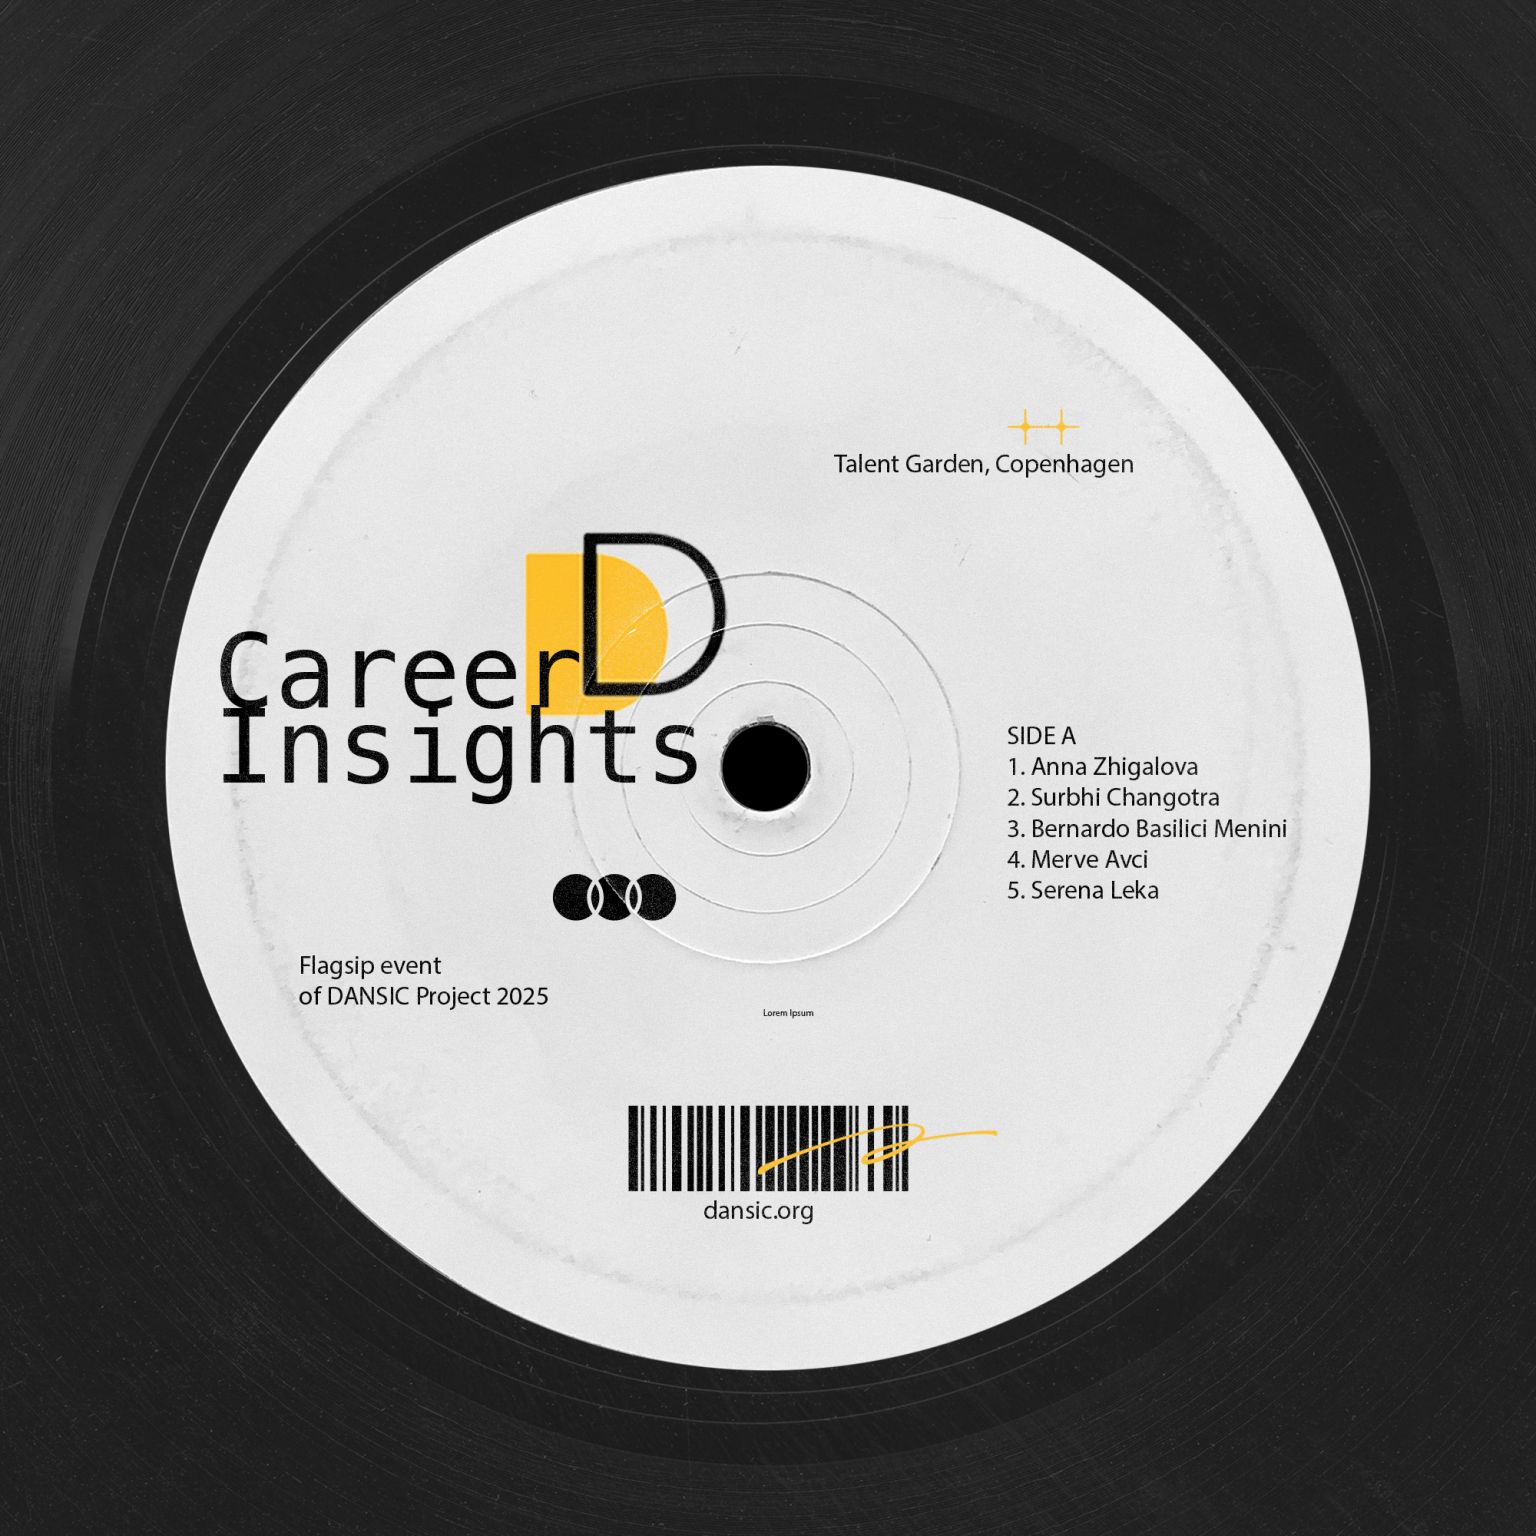 Talent Garden, Copenhagen
D
Career
Insights
SIDE A
1. Anna Zhigalova
2. Surbhi Changotra
3. Bernardo Basilici Menini
4. Merve Avci
5. Serena Leka
Flagsip event
of DANSIC Project 2025
Lorem Ipsum
dansic.org